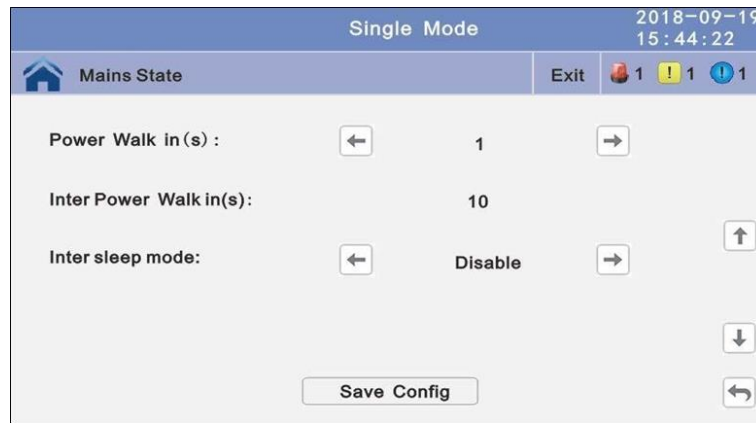 Single Mode
2018-09-19
15:44:22
Mains State
Exit
1
! 1
! 1
Power Walk in(s):
1
Inter Power Walk in(s):
10
Inter sleep mode:
Disable
Save Config